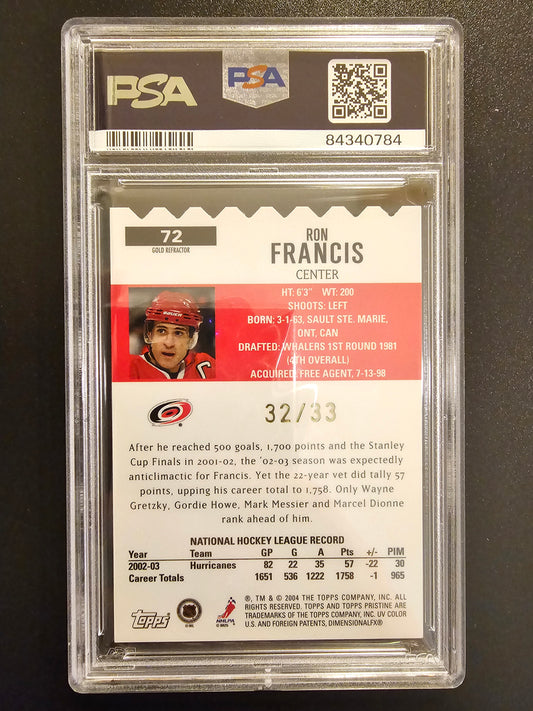 PSA
PSA
84340784
72
GOLD REFRACTOR
RON
FRANCIS
CENTER
HT: 6'3" WT: 200
SHOOTS: LEFT
BORN: 3-1-63, SAULT STE. MARIE,
ONT, CAN
DRAFTED: WHALERS 1ST ROUND 1981
(4TH OVERALL)
ACQUIRED: FREE AGENT, 7-13-98
32/33
After he reached 500 goals, 1,700 points and the Stanley
Cup Finals in 2001-02, the '02-03 season was expectedly
anticlimactic for Francis. Yet the 22-year vet did tally 57
points, upping his career total to 1,758. Only Wayne
Gretzky, Gordie Howe, Mark Messier and Marcel Dionne
rank ahead of him.
NATIONAL HOCKEY LEAGUE RECORD
Year Team GP G A Pts +/- PIM
2002-03 Hurricanes 82 22 35 57 -22 30
Career Totals 1651 536 1222 1758 -1 965
®, TM & © 2004 THE TOPPS COMPANY, INC. ALL
RIGHTS RESERVED. TOPPS AND TOPPS PRISTINE ARE
TRADEMARKS OF THE TOPPS COMPANY, INC. UV COLOR
U.S. AND FOREIGN PATENTS, DIMENSIONALFX®
Topps
NHLPA